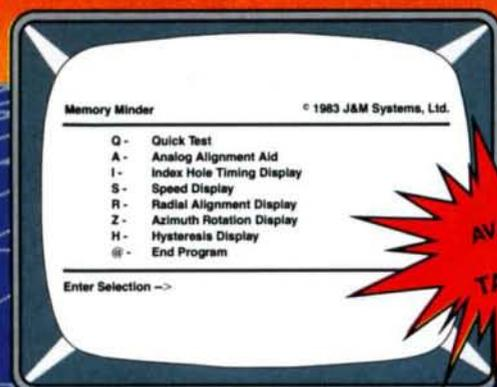 Memory Minder © 1983 J&M Systems, Ltd.
Q - Quick Test
A - Analog Alignment Aid
I - Index Hole Timing Display
S - Speed Display
R - Radial Alignment Display
Z - Azimuth Rotation Display
H - Hysteresis Display
@ - End Program
Enter Selection -->